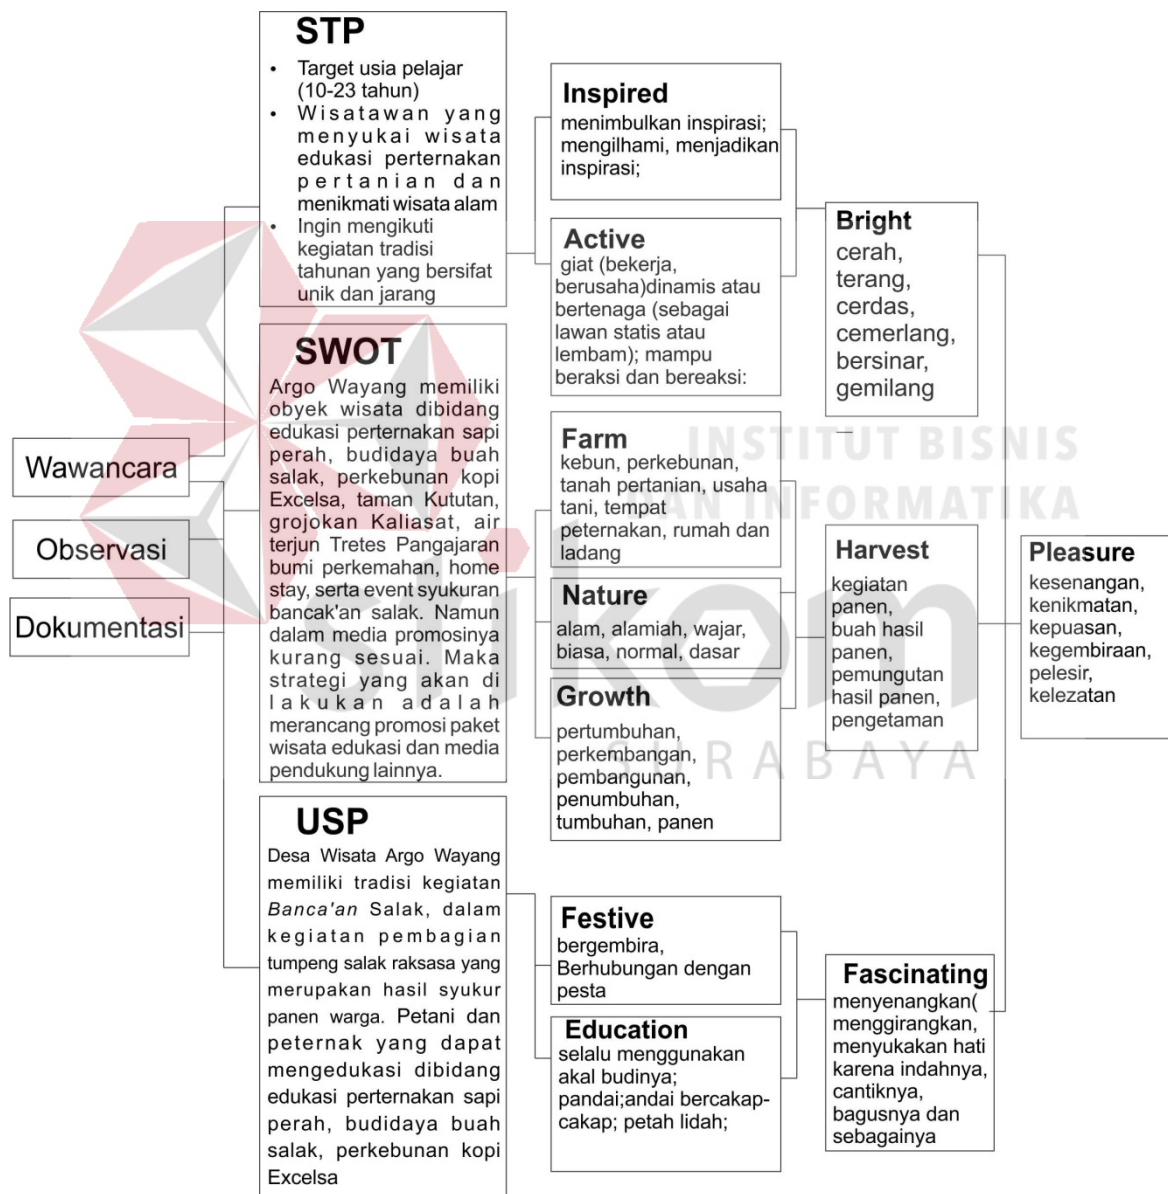 Wawancara
Observasi
Dokumentasi
STP
• Target usia pelajar
(10-23 tahun)
• Wisatawan yang
menyukai wisata
edukasi perternakan
pertanian dan
menikmati wisata alam
• Ingin mengikuti
kegiatan tradisi
tahunan yang bersifat
unik dan jarang
SWOT
Argo Wayang memiliki
obyek wisata dibidang
edukasi perternakan sapi
perah, budidaya buah
salak, perkebunan kopi
Excelsa, taman Kututan,
grojokan Kaliasat, air
terjun Tretes Pangajaran
bumi perkemahan, home
stay, serta event syukuran
bancak'an salak. Namun
dalam media promosinya
kurang sesuai. Maka
strategi yang akan di
lakukan adalah
merancang promosi paket
wisata edukasi dan media
pendukung lainnya.
USP
Desa Wisata Argo Wayang
memiliki tradisi kegiatan
Banca'an Salak, dalam
kegiatan pembagian
tumpeng salak raksasa yang
merupakan hasil syukur
panen warga. Petani dan
peternak yang dapat
mengedukasi dibidang
edukasi perternakan sapi
perah, budidaya buah
salak, perkebunan kopi
Excelsa
Inspired
menimbulkan inspirasi;
mengilhami, menjadikan
inspirasi;
Active
giat (bekerja,
berusaha)dinamis atau
bertenaga (sebagai
lawan statis atau
lembam); mampu
beraksi dan bereaksi:
Farm
kebun, perkebunan,
tanah pertanian, usaha
tani, tempat
peternakan, rumah dan
ladang
Nature
alam, alamiah, wajar,
biasa, normal, dasar
Growth
pertumbuhan,
perkembangan,
pembangunan,
penumbuhan,
tumbuhan, panen
Festive
bergembira,
Berhubungan dengan
pesta
Education
selalu menggunakan
akal budinya;
pandai;andai bercakap-
cakap; petah lidah;
Bright
cerah,
terang,
cerdas,
cemerlang,
bersinar,
gemilang
Harvest
kegiatan
panen,
buah hasil
panen,
pemungutan
hasil panen,
pengetaman
Fascinating
menyenangkan(
menggirangkan,
menyukakan hati
karena indahnya,
cantiknya,
bagusnya dan
sebagainya
Pleasure
kesenangan,
kenikmatan,
kepuasan,
kegembiraan,
pelesir,
kelezatan
INSTITUT BISNIS
DAN INFORMATIKA
stikom
SURABAYA